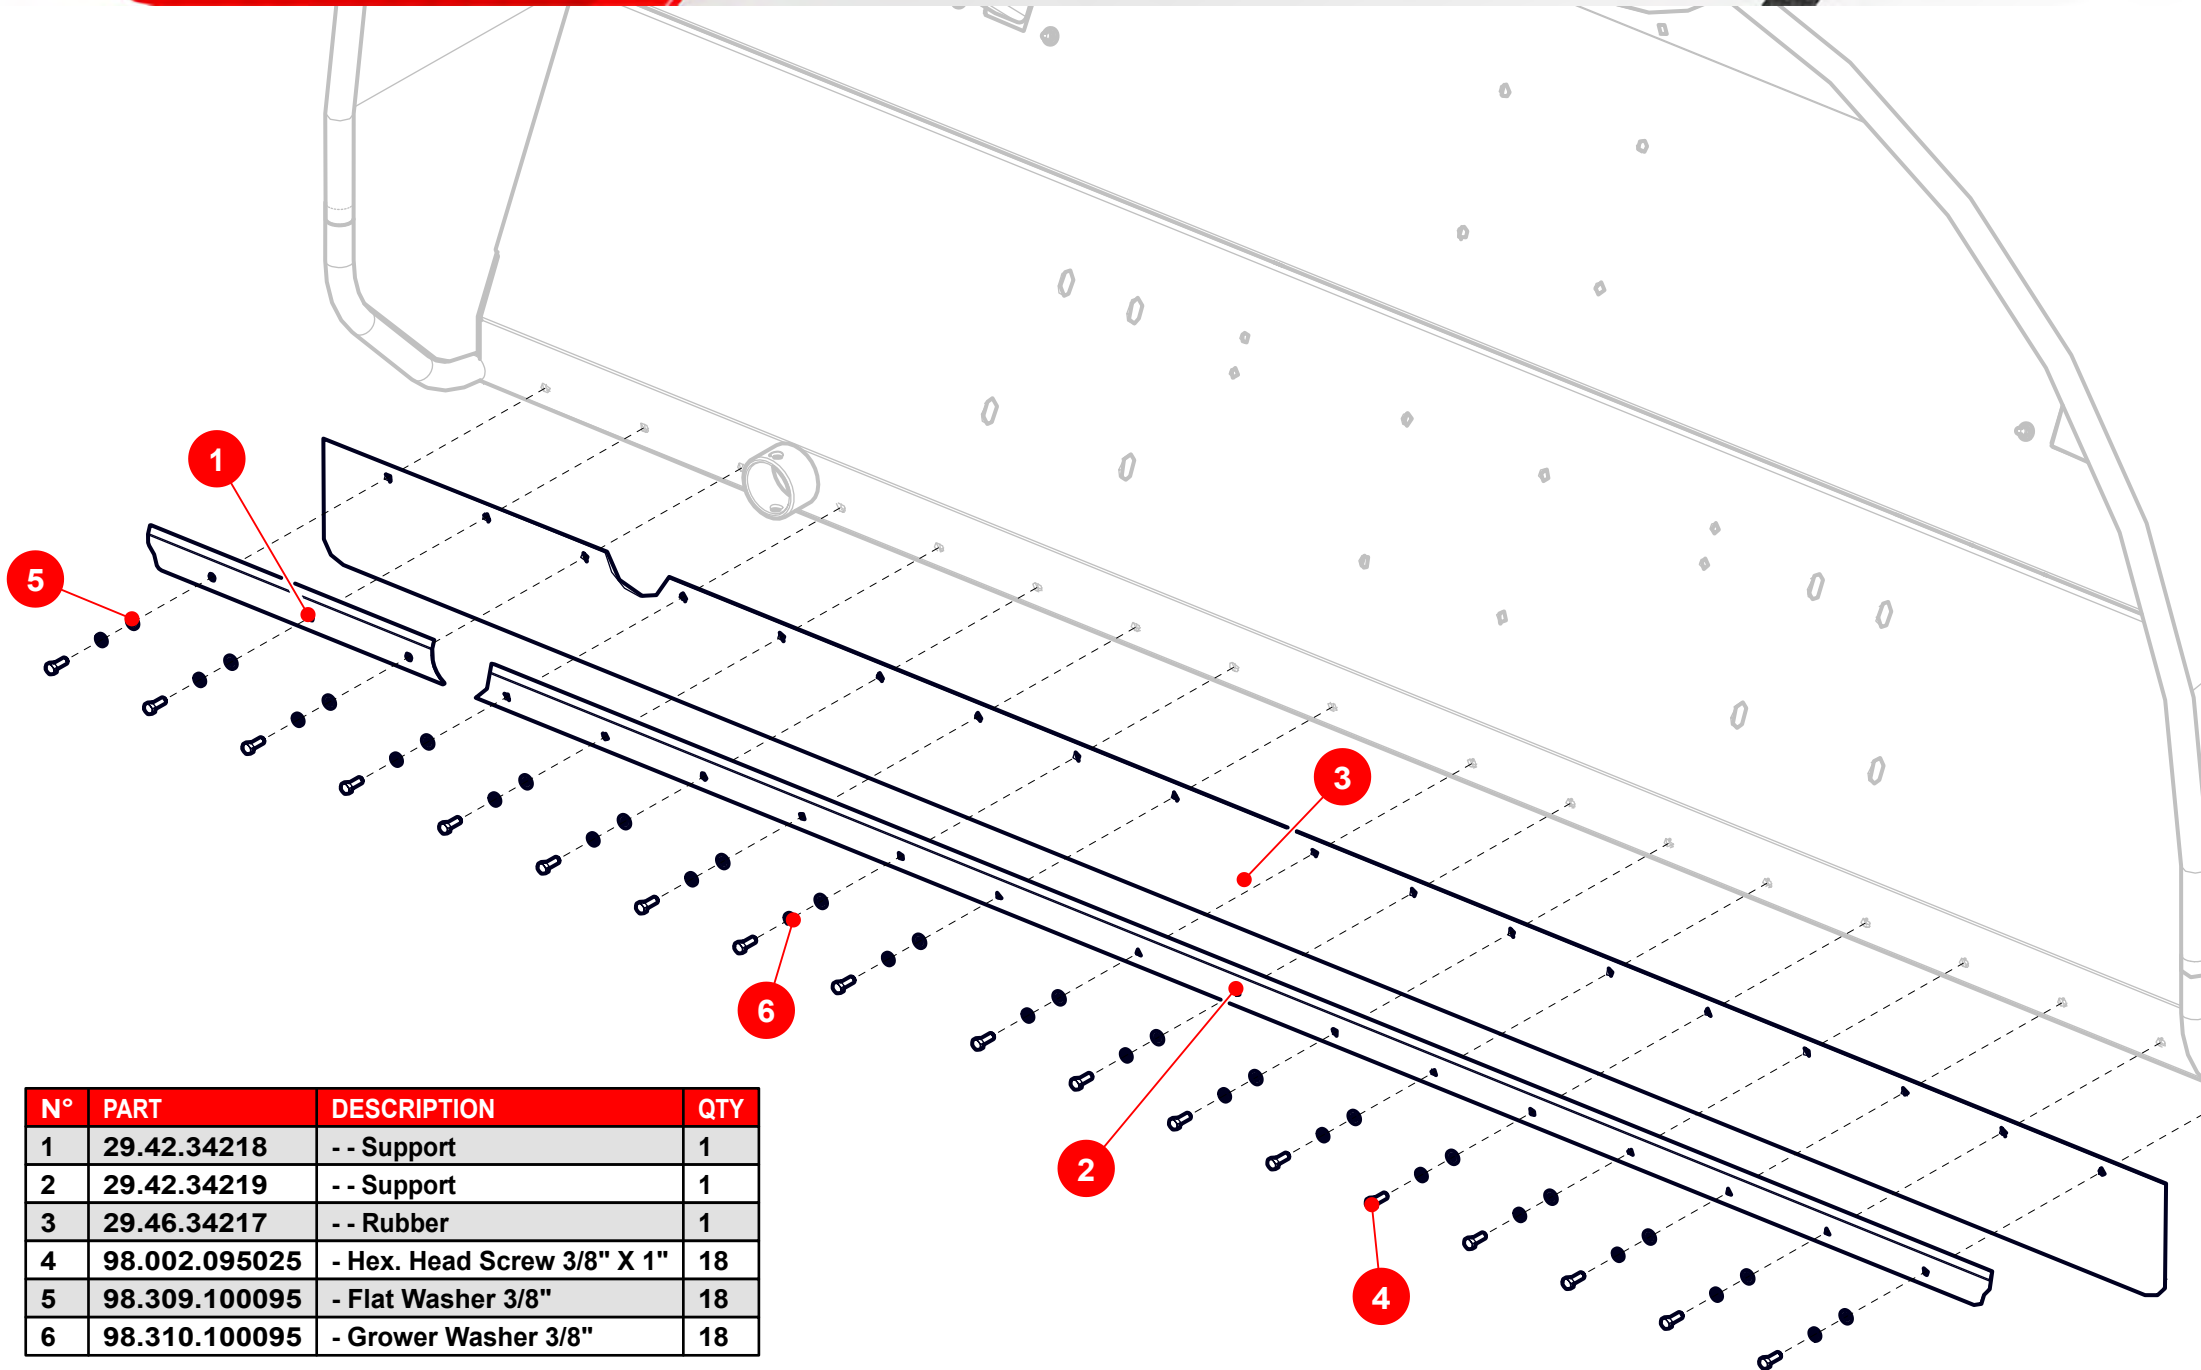 1
5
3
6
2
4
N° PART DESCRIPTION QTY
1 29.42.34218 - - Support 1
2 29.42.34219 - - Support 1
3 29.46.34217 - - Rubber 1
4 98.002.095025 - Hex. Head Screw 3/8" X 1" 18
5 98.309.100095 - Flat Washer 3/8" 18
6 98.310.100095 - Grower Washer 3/8" 18